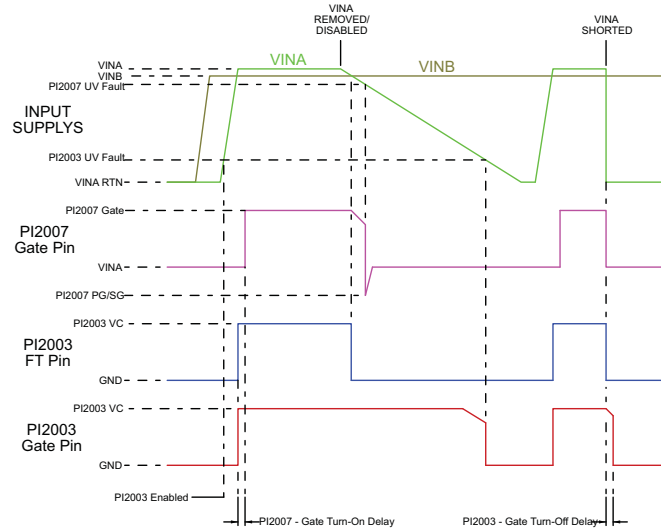 VINA
REMOVED/
DISABLED
VINA
SHORTED
VINA
VINB
PI2007 UV Fault
VINA
VINB
INPUT
SUPPLYS
PI2003 UV Fault
VINA RTN
PI2007 Gate
PI2007
Gate Pin
VINA
PI2007 PG/SG
PI2003 VC
PI2003
FT Pin
GND
PI2003 VC
PI2003
Gate Pin
GND
PI2003 Enabled
PI2007 - Gate Turn-On Delay
PI2003 - Gate Turn-Off Delay